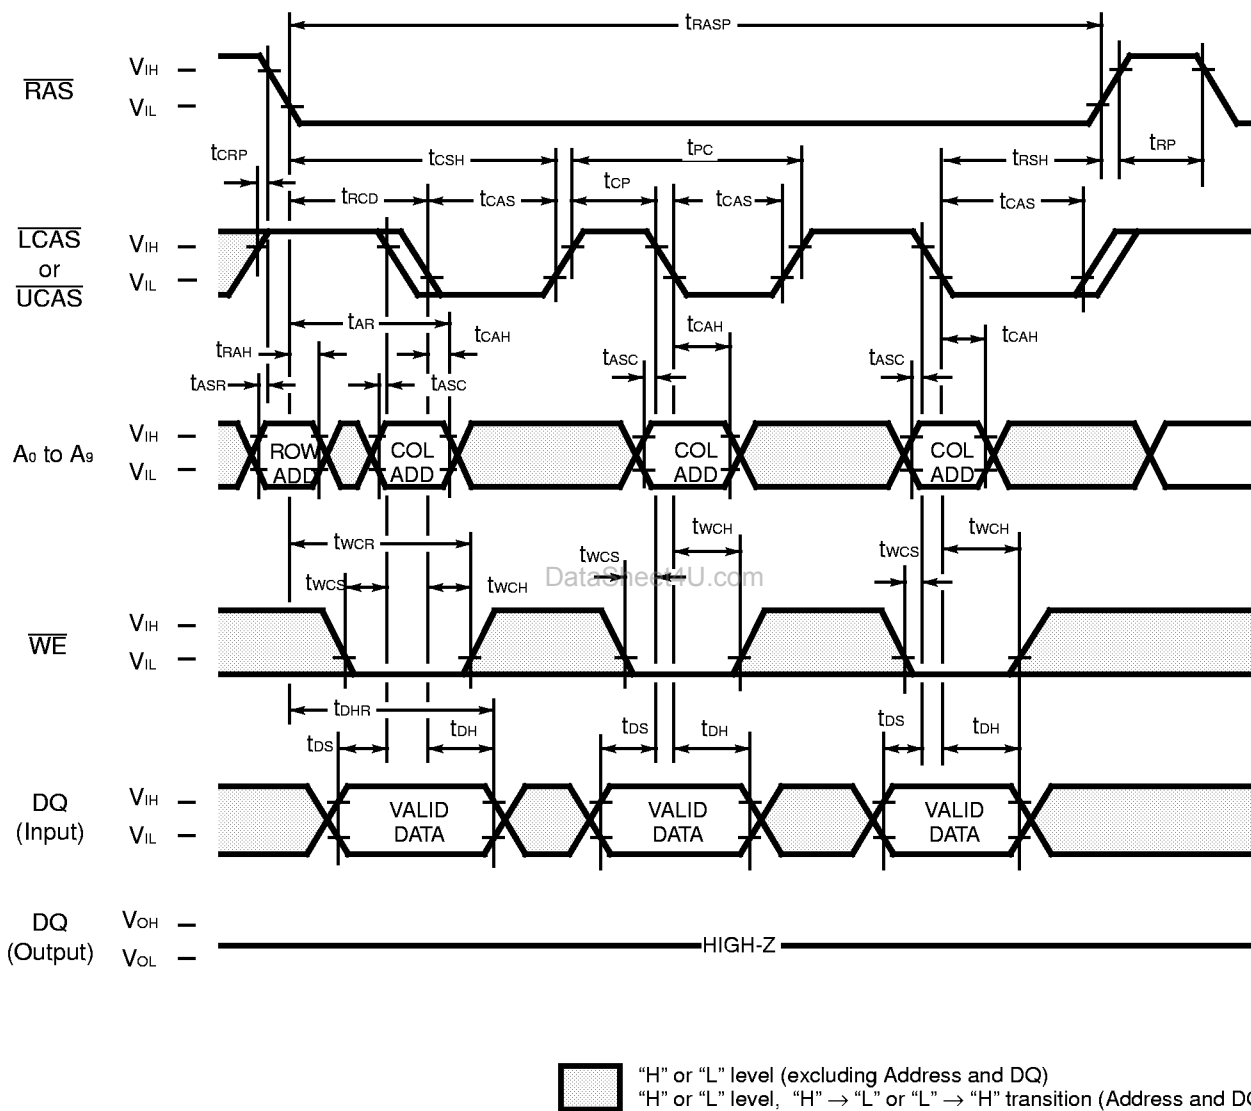 tRASP
RAS VIH
VIL
tCRP tCSH tPC tRSH tRP
tRCD tCAS tCP tCAS tCAS
LCAS
or
UCAS
VIH
VIL
tAR tCAH tCAH tCAH
tRAH
tASR tASC tASC tASC
A0 to A9 VIH
VIL
ROW
ADD
COL
ADD
COL
ADD
COL
ADD
tWCR tWCH tWCH
tWCS tWCH tWCS tWCS
DataSheet4U.com
WE VIH
VIL
tDHR
tDS tDH tDS tDH tDS tDH
DQ
(Input)
VIH
VIL
VALID
DATA
VALID
DATA
VALID
DATA
DQ
(Output)
VOH
VOL
HIGH-Z
“H” or “L” level (excluding Address and DQ)
“H” or “L” level, “H” → “L” or “L” → “H” transition (Address and DQ